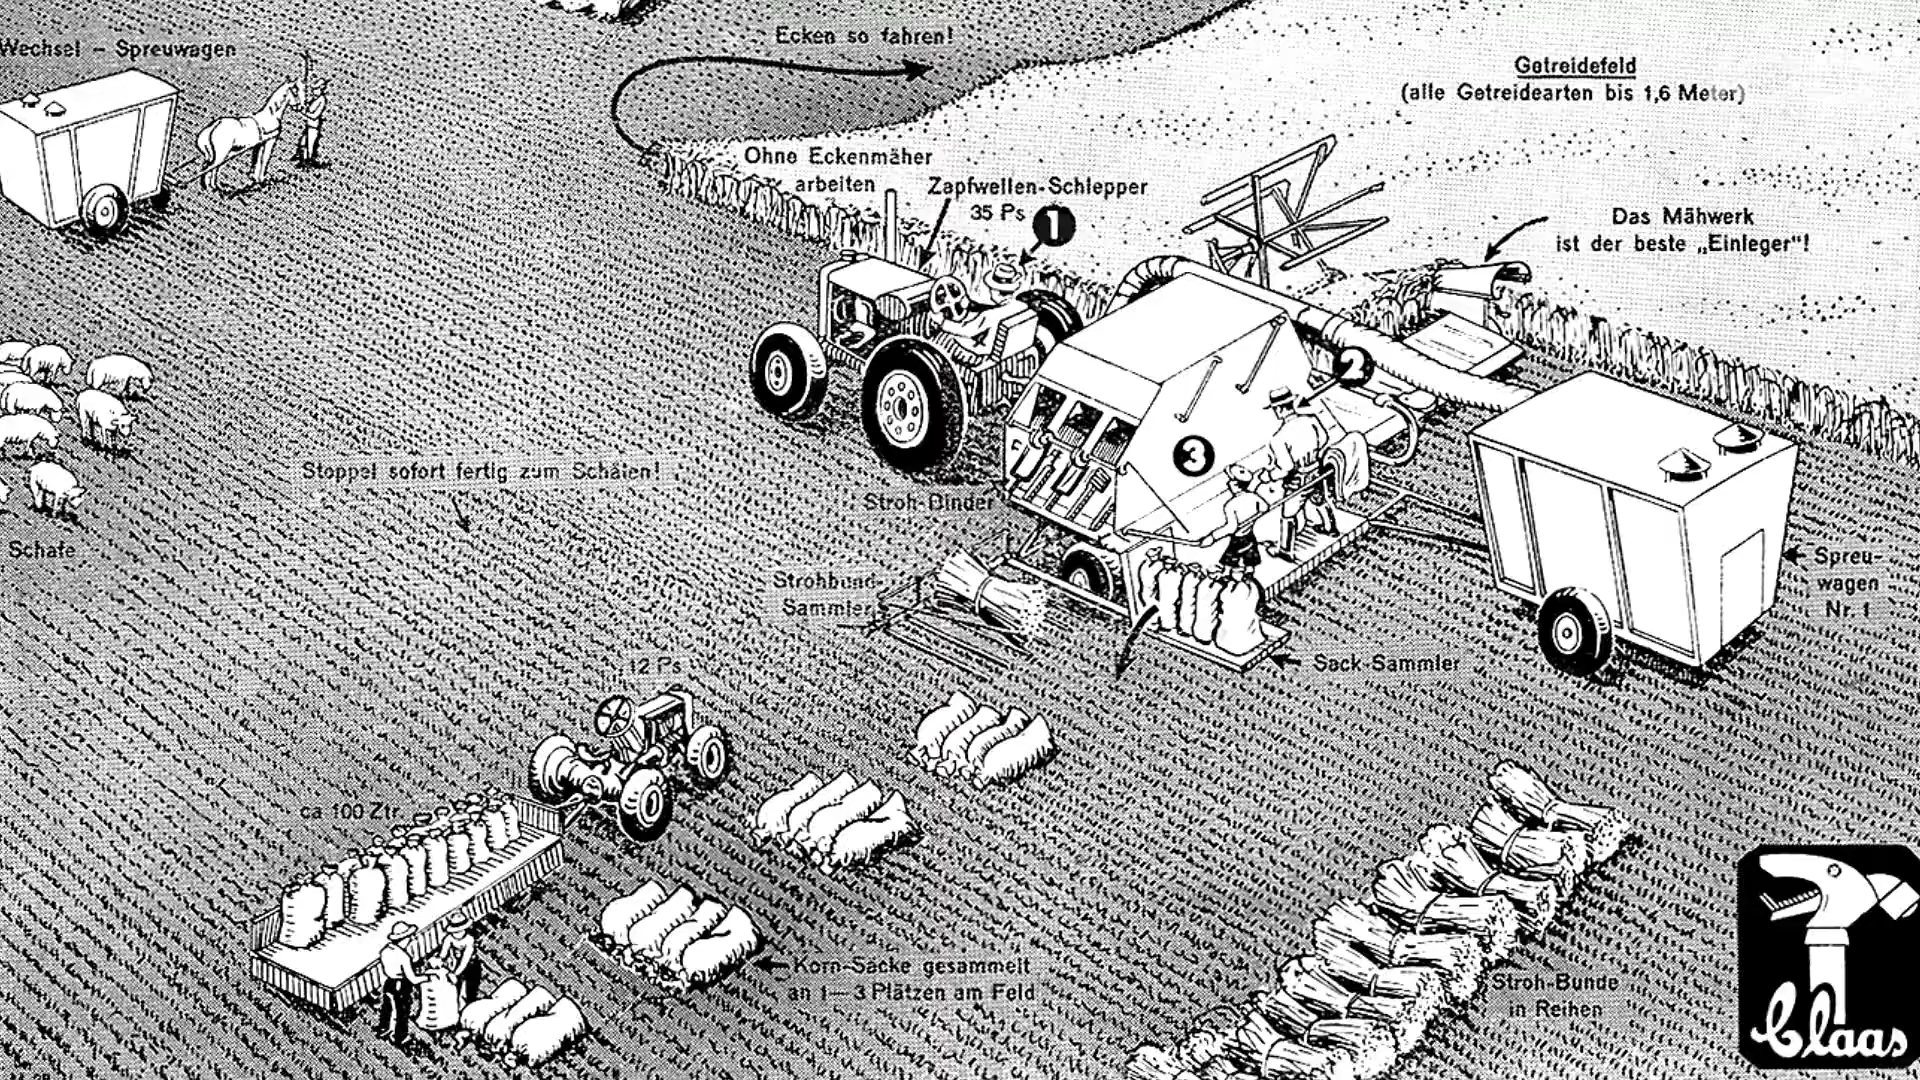 Wechsel - Spreuwagen
Ecken so fahren!
Getreidefeld
(alle Getreidearten bis 1,6 Meter)
Ohne Eckenmäher
arbeiten
Zapfwellen-Schlepper
35 Ps
1
Das Mähwerk
ist der beste „Einleger"!
4
2
3
Stoppel sofort fertig zum Schälen!
Stroh-Binder
Schafe
Strohbund-
Sammler
Spreu-
wagen
Nr. 1
12 Ps
Sack-Sammler
ca 100 Ztr
Korn-Säcke gesammelt
an 1-3 Plätzen am Feld
Stroh-Bunde
in Reihen
Claas